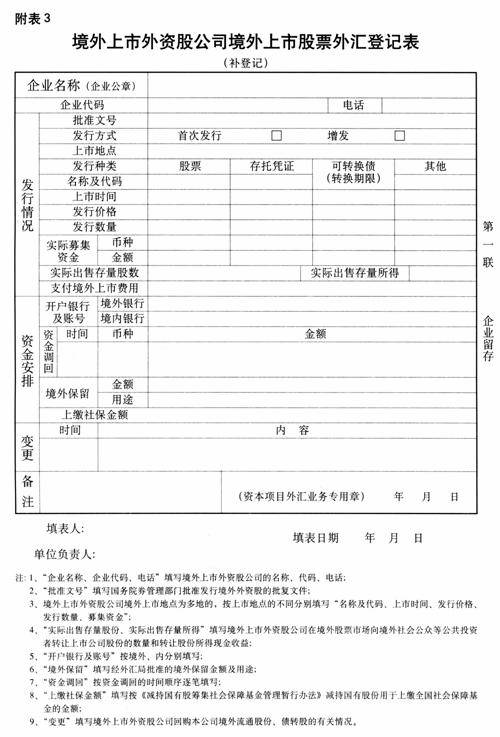 附表 3
境外上市外资股公司境外上市股票外汇登记表
（补登记）
企业名称（企业公章）
企业代码 电话
发行情况
批准文号
发行方式 首次发行 □ 增发 □
上市地点
发行种类 股票 存托凭证 可转换债（转换期限） 其他
名称及代码
上市时间
发行价格
发行数量
实际募集资金 币种
金额
实际出售存量股数 实际出售存量所得
支付境外上市费用
资金安排
开户银行及账号 境外银行
境内银行
资金调回 时间 币种 金额
境外保留 金额
用途
上缴社保金额
变更 时间 内 容
备注
（资本项目外汇业务专用章） 年 月 日
第一联 企业留存
填表人：
填表日期 年 月 日
单位负责人：
注：1、“企业名称、企业代码、电话”填写境外上市外资股公司的名称、代码、电话；
2、“批准文号”填写国务院券管理部门批准发行境外外资股的批复文件；
3、境外上市外资股公司境外上市地点为多地的，按上市地点的不同分别填写“名称及代码、上市时间、发行价格、
发行数量、募集资金”；
4、“实际出售存量股份、实际出售存量所得”填写境外上市外资股公司在境外股票市场向境外社会公众等公共投资
者转让上市公司股份的数量和转让股份所得现金收益；
5、“开户银行及账号”按境外、内分别填写；
6、“境外保留”填写经外汇局批准的境外保留金额及用途；
7、“资金调回”按资金调回的时间顺序逐笔填写；
8、“上缴社保金额”填写按《减持国有股筹集社会保障基金管理暂行办法》减持国有股份用于上缴全国社会保障基
金的金额；
9、“变更”填写境外上市外资股公司回购本公司境外流通股份、债转股的有关情况。